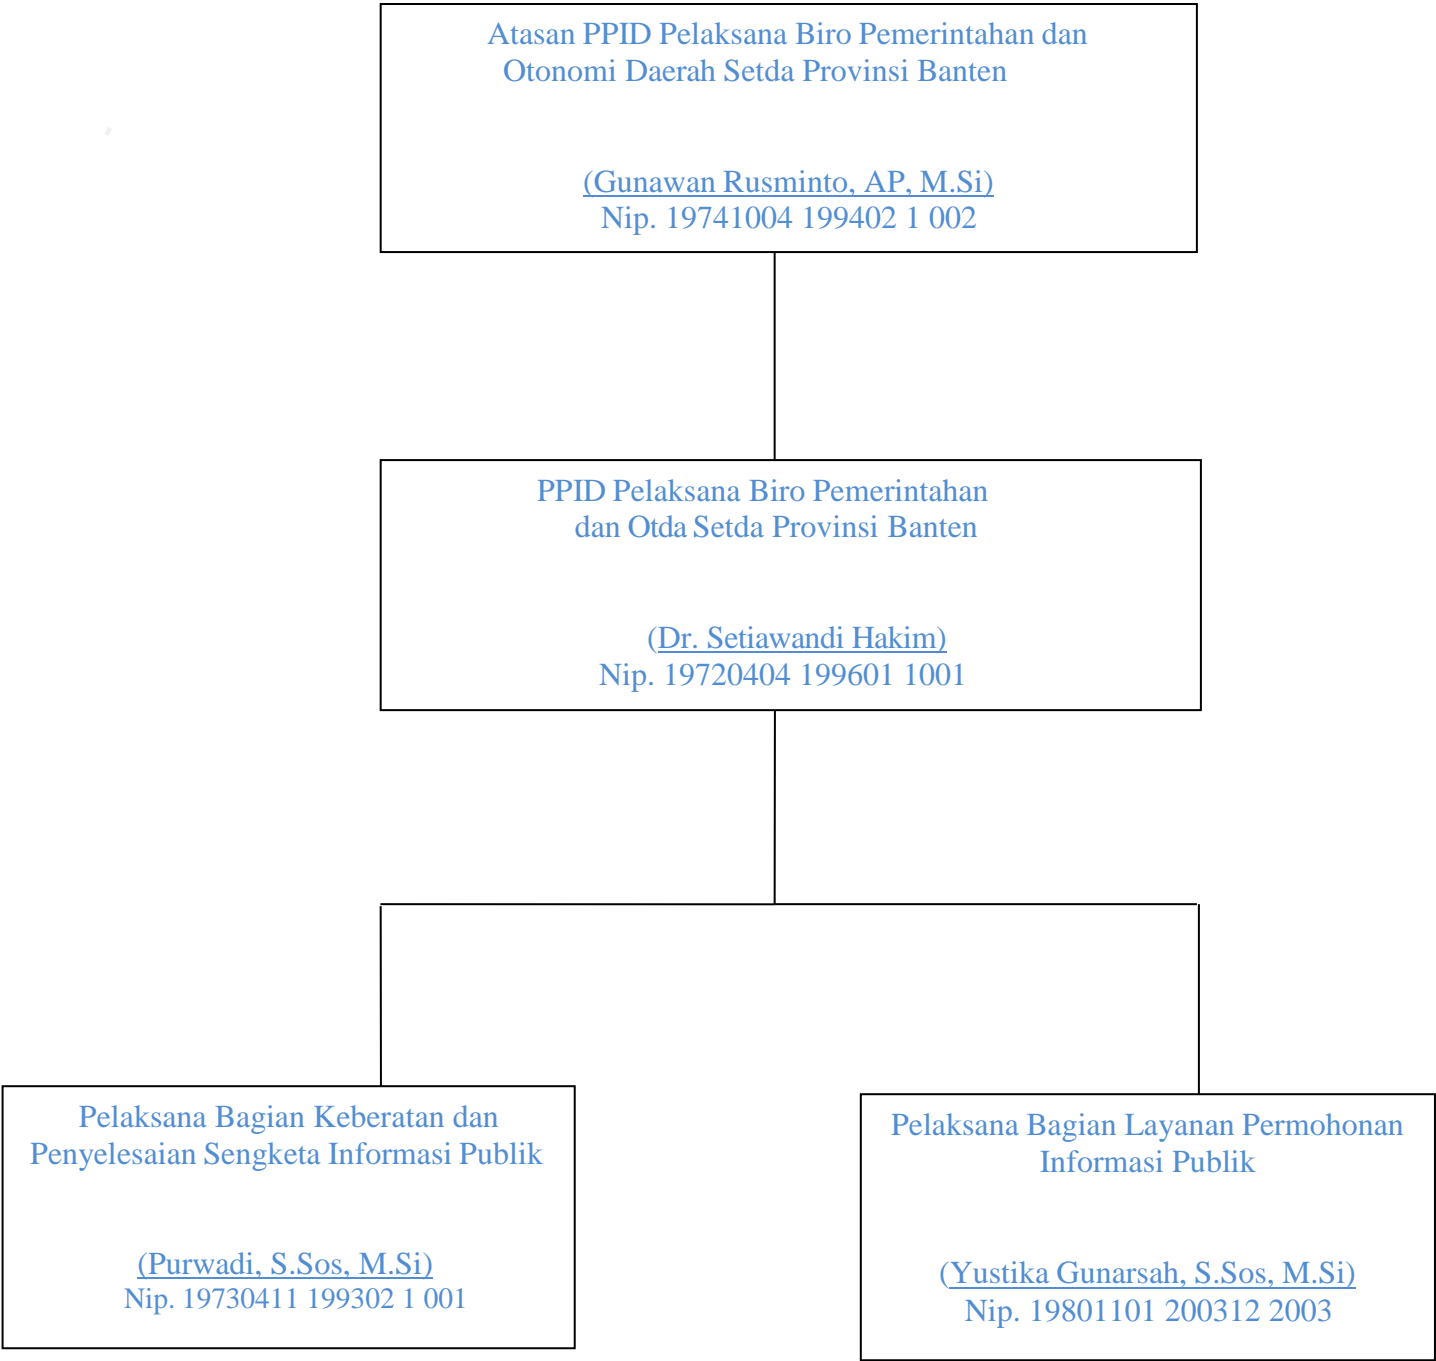 Atasan PPID Pelaksana Biro Pemerintahan dan
Otonomi Daerah Setda Provinsi Banten
(Gunawan Rusminto, AP, M.Si)
Nip. 19741004 199402 1 002
PPID Pelaksana Biro Pemerintahan
dan Otda Setda Provinsi Banten
(Dr. Setiawandi Hakim)
Nip. 19720404 199601 1001
Pelaksana Bagian Keberatan dan
Penyelesaian Sengketa Informasi Publik
(Purwadi, S.Sos, M.Si)
Nip. 19730411 199302 1 001
Pelaksana Bagian Layanan Permohonan
Informasi Publik
(Yustika Gunarsah, S.Sos, M.Si)
Nip. 19801101 200312 2003